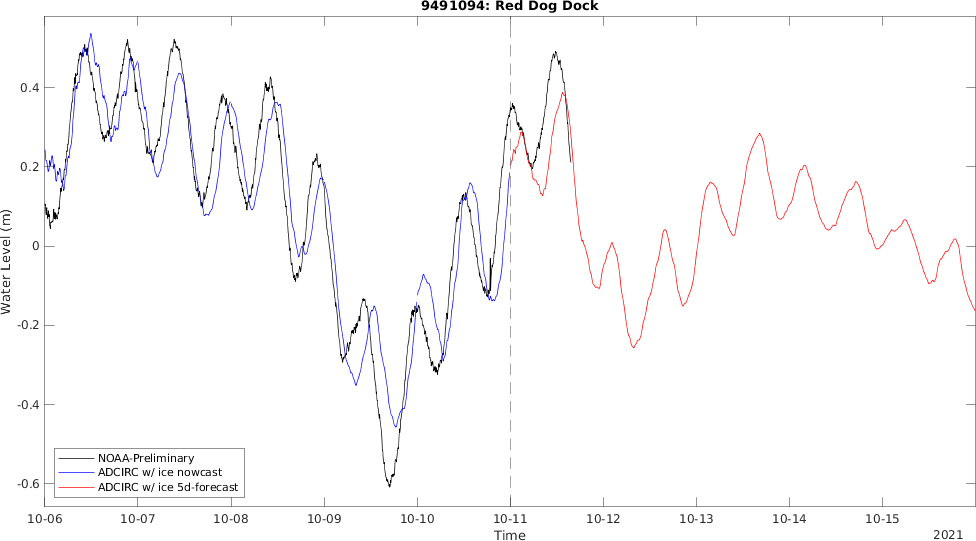 9491094: Red Dog Dock
Water Level (m)
0.4
0.2
0
-0.2
-0.4
-0.6
NOAA-Preliminary
ADCIRC w/ ice nowcast
ADCIRC w/ ice 5d-forecast
10-06 10-07 10-08 10-09 10-10 10-11 10-12 10-13 10-14 10-15
Time
2021